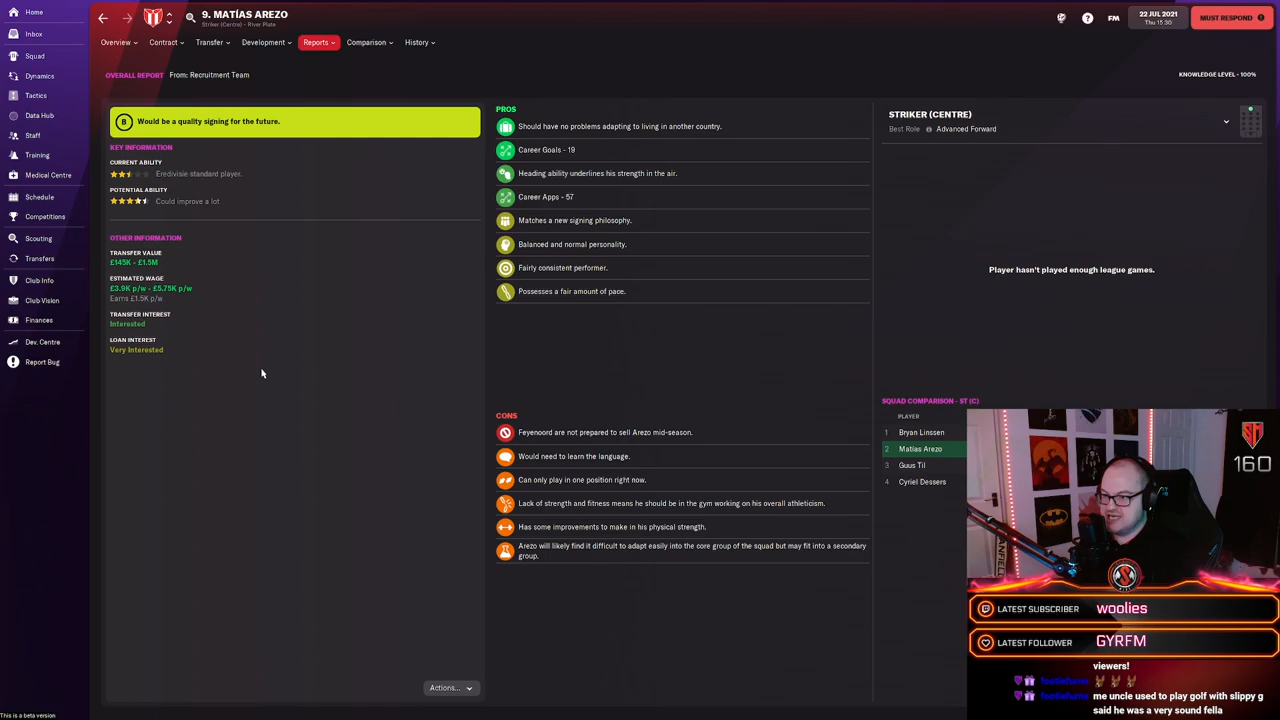 Home
9. MATÍAS AREZO
Striker (Centre) - River Plate
22 JUL 2021
Thu 15:30
MUST RESPOND
FM
Inbox
Overview
Contract
Transfer
Development
Reports
Comparison
History
Squad
Dynamics
Tactics
Data Hub
Staff
Training
Medical Centre
Schedule
Competitions
Scouting
Transfers
Club Info
Club Vision
Finances
Dev. Centre
Report Bug
OVERALL REPORT From: Recruitment Team
KNOWLEDGE LEVEL - 100%
B Would be a quality signing for the future.
KEY INFORMATION
CURRENT ABILITY
Eredivisie standard player.
POTENTIAL ABILITY
Could improve a lot
OTHER INFORMATION
TRANSFER VALUE
£145K - £1.5M
ESTIMATED WAGE
£3.9K p/w - £5.75K p/w
Earns £1.5K p/w
TRANSFER INTEREST
Interested
LOAN INTEREST
Very Interested
Actions...
PROS
Should have no problems adapting to living in another country.
Career Goals - 19
Heading ability underlines his strength in the air.
Career Apps - 57
Matches a new signing philosophy.
Balanced and normal personality.
Fairly consistent performer.
Possesses a fair amount of pace.
CONS
Feyenoord are not prepared to sell Arezo mid-season.
Would need to learn the language.
Can only play in one position right now.
Lack of strength and fitness means he should be in the gym working on his overall athleticism.
Has some improvements to make in his physical strength.
Arezo will likely find it difficult to adapt easily into the core group of the squad but may fit into a secondary
group.
STRIKER (CENTRE)
Best Role Advanced Forward
Player hasn't played enough league games.
SQUAD COMPARISON - ST (C)
PLAYER
1 Bryan Linssen
2 Matías Arezo
3 Guus Til
4 Cyriel Dessers
160
LATEST SUBSCRIBER woolies
LATEST FOLLOWER GYRFM
viewers!
footiefums
footiefums me uncle used to play golf with slippy g
said he was a very sound fella
This is a beta version